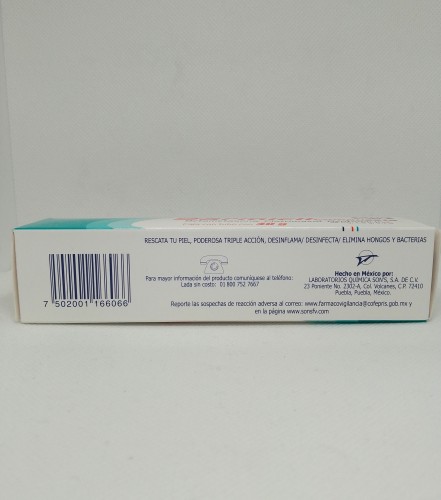 RESCATA TU PIEL, PODEROSA TRIPLE ACCIÓN, DESINFLAMA/ DESINFECTA/ ELIMINA HONGOS Y BACTERIAS
Para mayor información del producto comuníquese al teléfono:
Lada sin costo: 01 800 752 7667
Hecho en México por:
LABORATORIOS QUÍMICA SON'S, S.A. DE C.V.
23 Poniente No. 2302-A, Col. Volcanes, C.P. 72410
Puebla, Puebla, México.
Reporte las sospechas de reacción adversa al correo: www.farmacovigilancia@cofepris.gob.mx y
en la página www.sonsfv.com
7 502001 166066